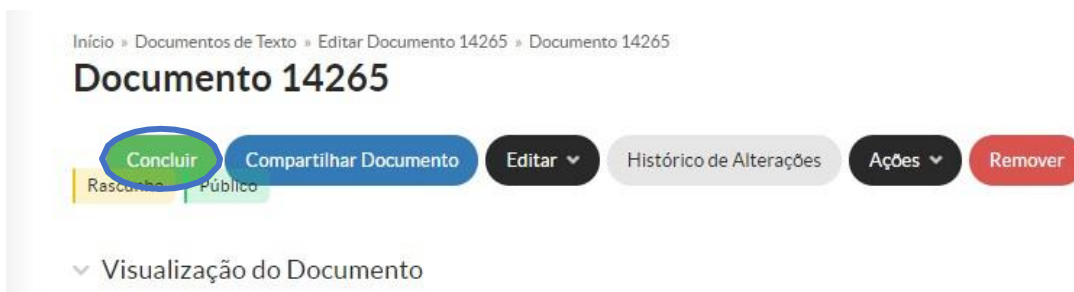 Início » Documentos de Texto » Editar Documento 14265 » Documento 14265
Documento 14265
Concluir Compartilhar Documento Editar Histórico de Alterações Ações Remover
Rascunho Público
Visualização do Documento